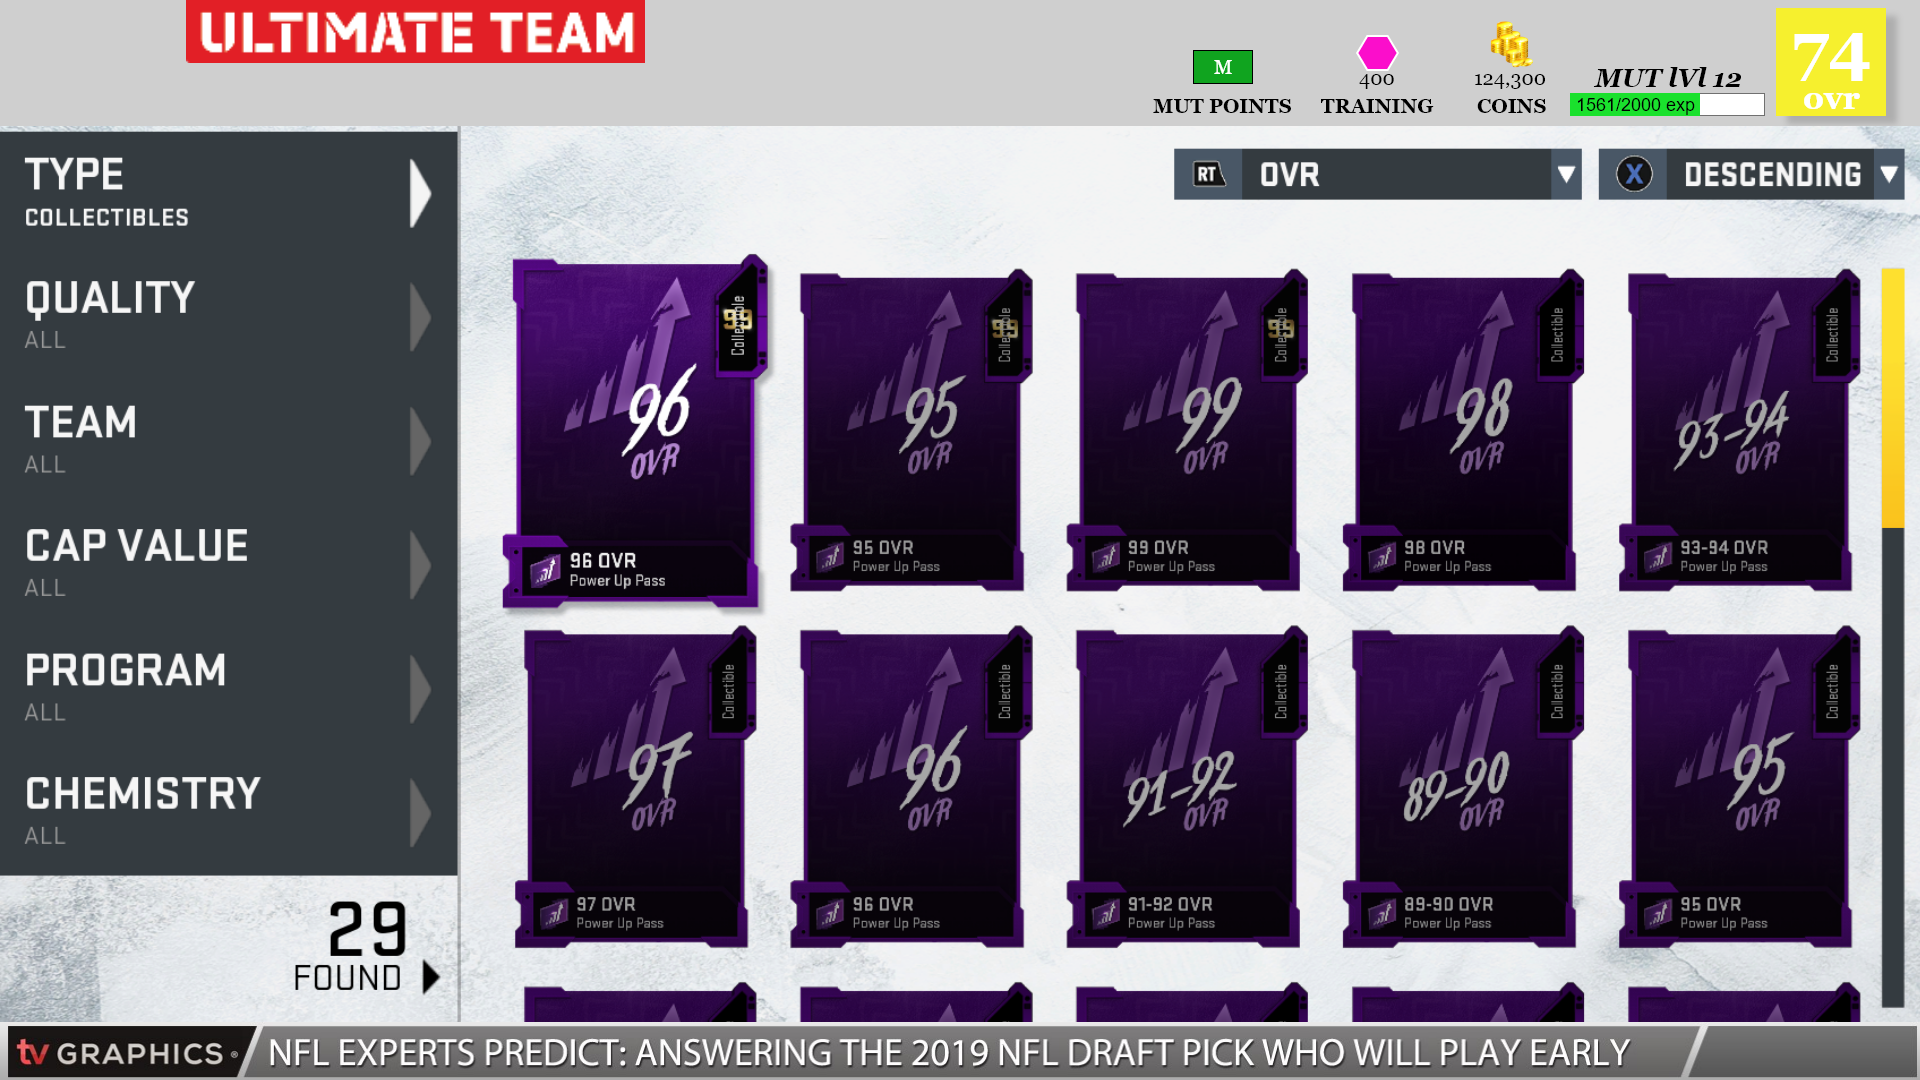 ULTIMATE TEAM
M
MUT POINTS
400
TRAINING
124,300
COINS
MUT lVl 12
1561/2000 exp
74
ovr
TYPE
COLLECTIBLES
QUALITY
ALL
TEAM
ALL
CAP VALUE
ALL
PROGRAM
ALL
CHEMISTRY
ALL
29
FOUND
RT
OVR
X
DESCENDING
99
Collectible
96
OVR
96 OVR
Power Up Pass
99
Collectible
95
OVR
95 OVR
Power Up Pass
99
Collectible
99
OVR
99 OVR
Power Up Pass
Collectible
98
OVR
98 OVR
Power Up Pass
Collectible
93-94
OVR
93-94 OVR
Power Up Pass
Collectible
97
OVR
97 OVR
Power Up Pass
Collectible
96
OVR
96 OVR
Power Up Pass
Collectible
91-92
OVR
91-92 OVR
Power Up Pass
Collectible
89-90
OVR
89-90 OVR
Power Up Pass
Collectible
95
OVR
95 OVR
Power Up Pass
tv GRAPHICS
NFL EXPERTS PREDICT: ANSWERING THE 2019 NFL DRAFT PICK WHO WILL PLAY EARLY